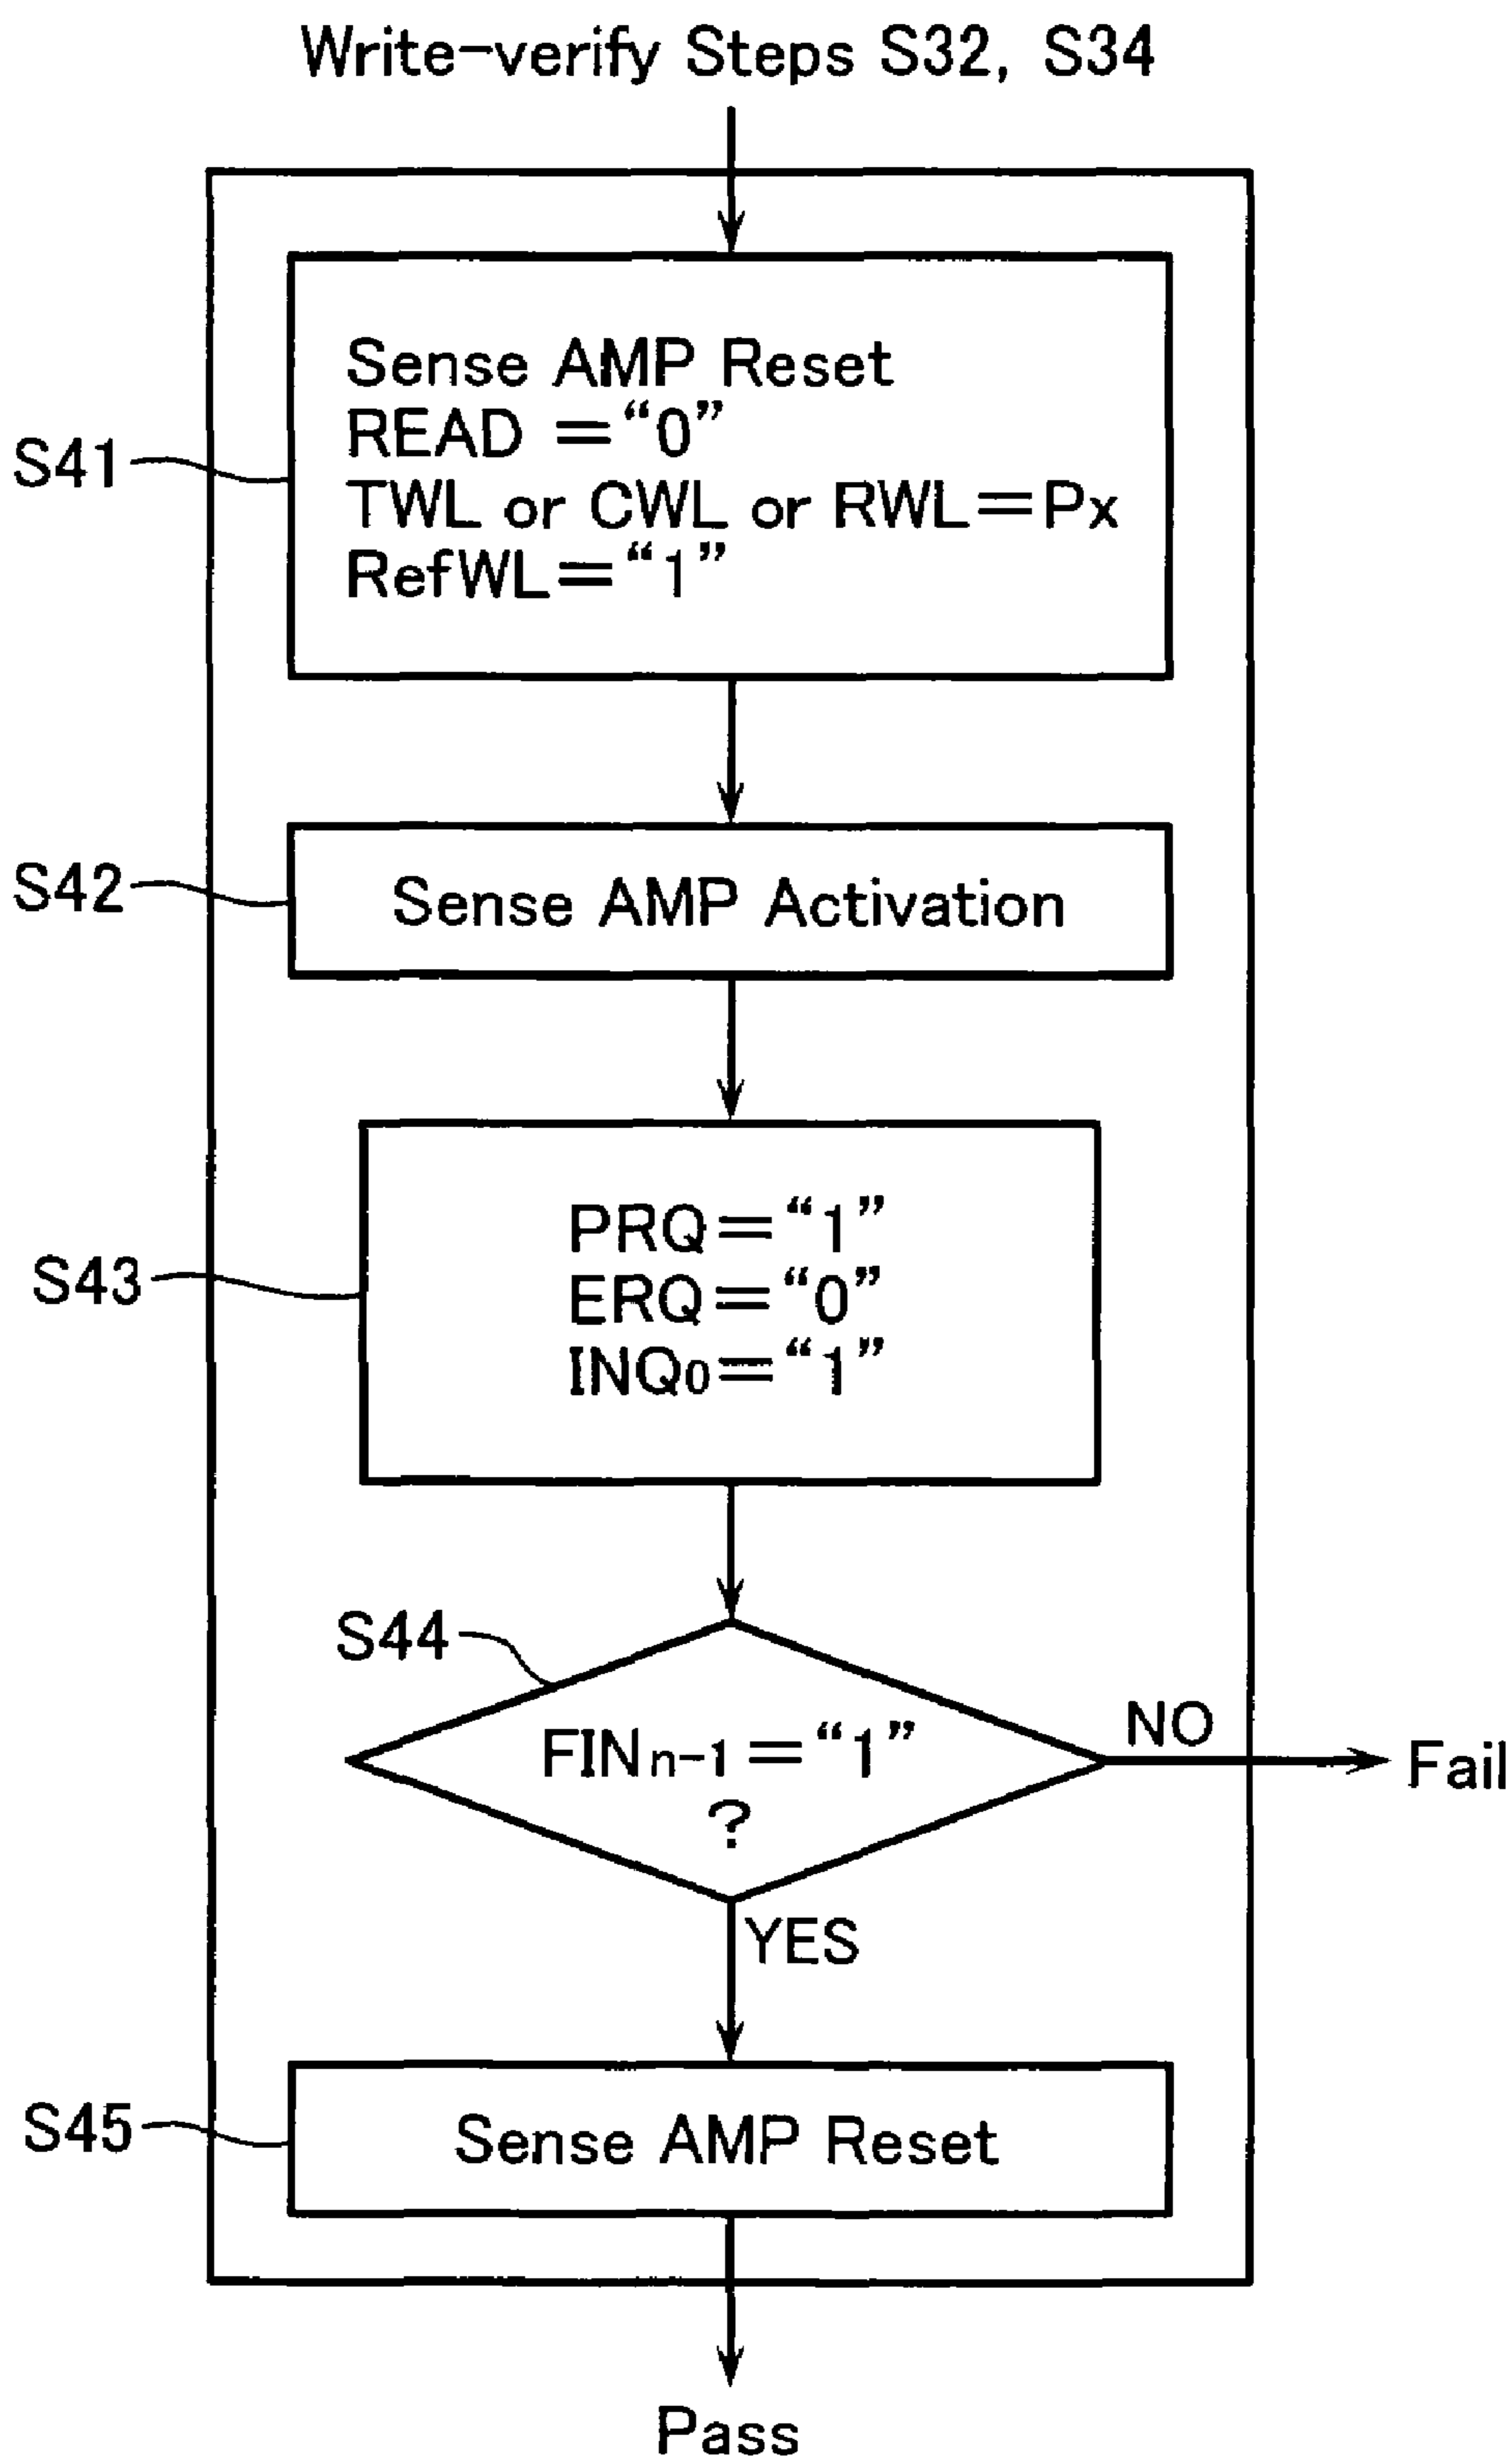 Write-verify Steps S32, S34
S41
Sense AMP Reset
READ =“0”
TWL or CWL or RWL=Px
RefWL=“1”
S42
Sense AMP Activation
S43
PRQ=“1”
ERQ=“0”
INQ0=“1”
S44
FINn-1=“1”
?
NO
Fail
YES
S45
Sense AMP Reset
Pass